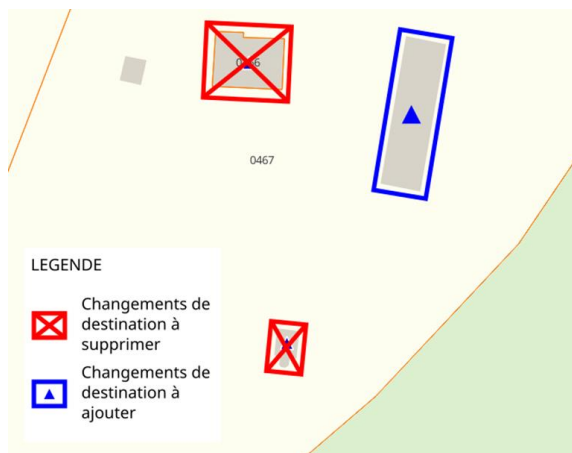 0467
LEGENDE
Changements de
destination à
supprimer
Changements de
destination à
ajouter